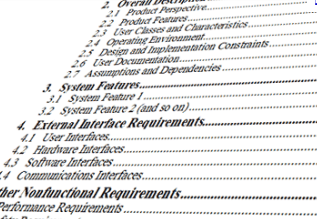 2. Overall Descript
2.1 Product Perspective
2.2 Product Features
2.3 User Classes and Characteristics
2.4 Operating Environment
2.5 Design and Implementation Constraints
2.6 User Documentation
2.7 Assumptions and Dependencies
3. System Features
3.1 System Feature 1
3.2 System Feature 2 (and so on)
4. External Interface Requirements
4.1 User Interfaces
4.2 Hardware Interfaces
4.3 Software Interfaces
4.4 Communications Interfaces
ther Nonfunctional Requirements
Performance Requirements